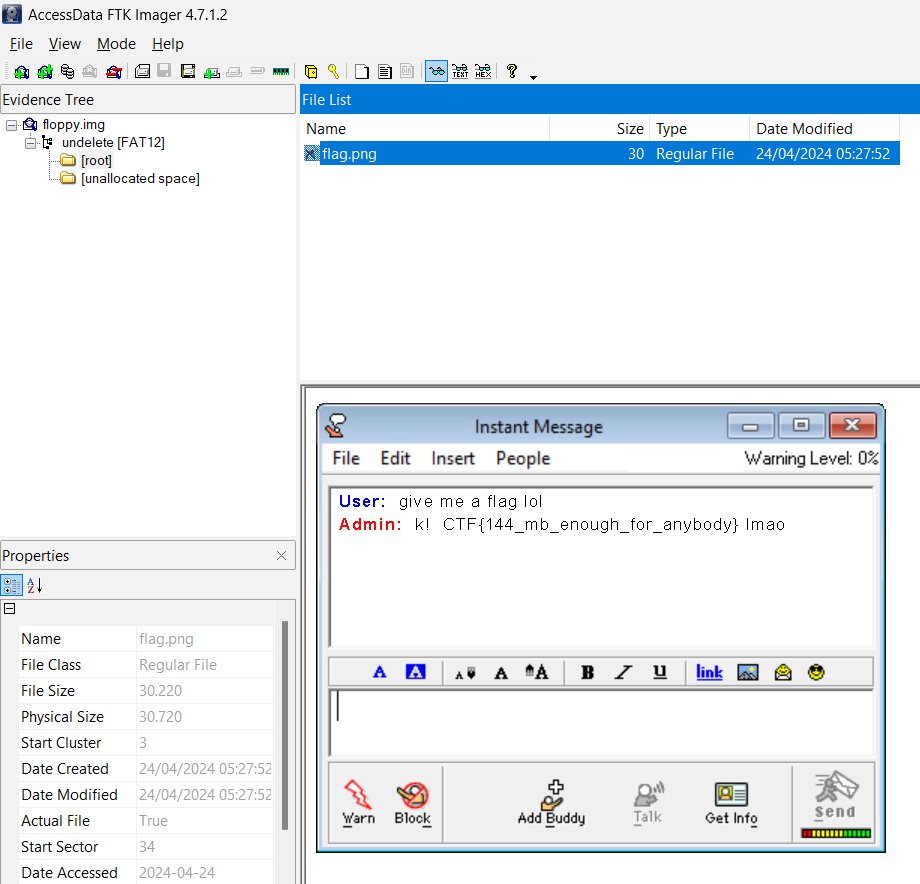 AccessData FTK Imager 4.7.1.2
File View Mode Help
Evidence Tree
floppy.img
undelete [FAT12]
[root]
[unallocated space]
File List
Name Size Type Date Modified
flag.png 30 Regular File 24/04/2024 05:27:52
Properties
Name flag.png
File Class Regular File
File Size 30.220
Physical Size 30.720
Start Cluster 3
Date Created 24/04/2024 05:27:52
Date Modified 24/04/2024 05:27:52
Actual File True
Start Sector 34
Date Accessed 2024-04-24
Instant Message
File Edit Insert People Warning Level: 0%
User: give me a flag lol
Admin: k! CTF{144_mb_enough_for_anybody} lmao
A A A A A B I U link
Warn Block Add Buddy Talk Get Info Send